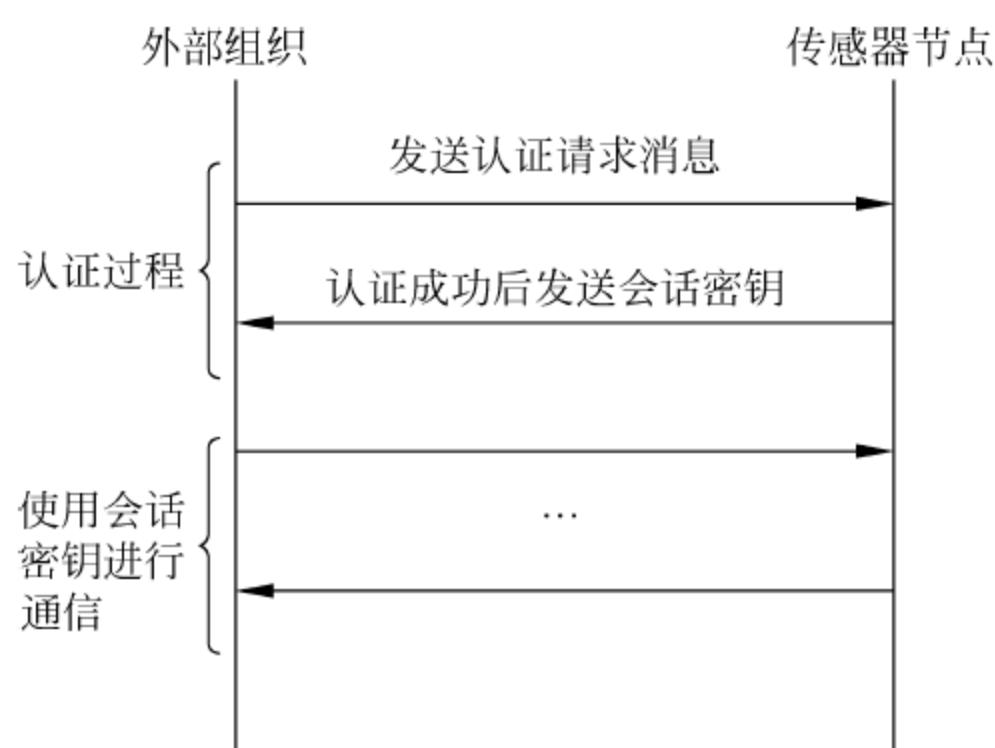 外部组织
传感器节点
发送认证请求消息
认证过程
认证成功后发送会话密钥
使用会话
密钥进行
通信
…